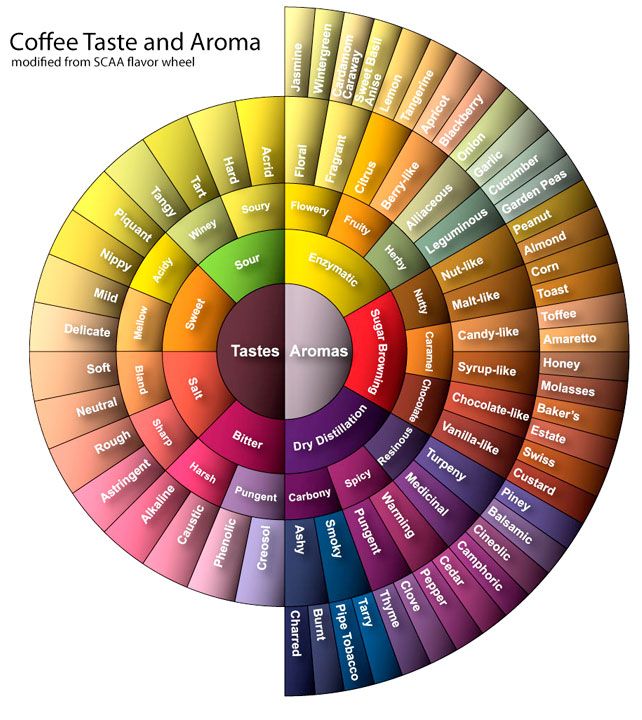 Coffee Taste and Aroma
modified from SCAA flavor wheel
Tastes
Aromas
Sour
Sweet
Salt
Bitter
Soury
Winey
Acidy
Mellow
Bland
Sharp
Harsh
Pungent
Acrid
Hard
Tart
Tangy
Piquant
Nippy
Mild
Delicate
Soft
Neutral
Rough
Astringent
Alkaline
Caustic
Phenolic
Creosol
Enzymatic
Sugar Browning
Dry Distillation
Flowery
Fruity
Herby
Nutty
Caramel
Chocolate
Resinous
Spicy
Carbony
Floral
Fragrant
Citrus
Berry-like
Alliaceous
Leguminous
Nut-like
Malt-like
Candy-like
Syrup-like
Chocolate-like
Vanilla-like
Turpeny
Medicinal
Warming
Pungent
Smoky
Ashy
Jasmine
Wintergreen
Cardamom
Caraway
Sweet Basil
Anise
Lemon
Tangerine
Apricot
Blackberry
Onion
Garlic
Cucumber
Garden Peas
Peanut
Almond
Corn
Toast
Toffee
Amaretto
Honey
Molasses
Baker's
Estate
Swiss
Custard
Piney
Balsamic
Cineolic
Camphoric
Cedar
Pepper
Clove
Thyme
Tarry
Pipe Tobacco
Burnt
Charred